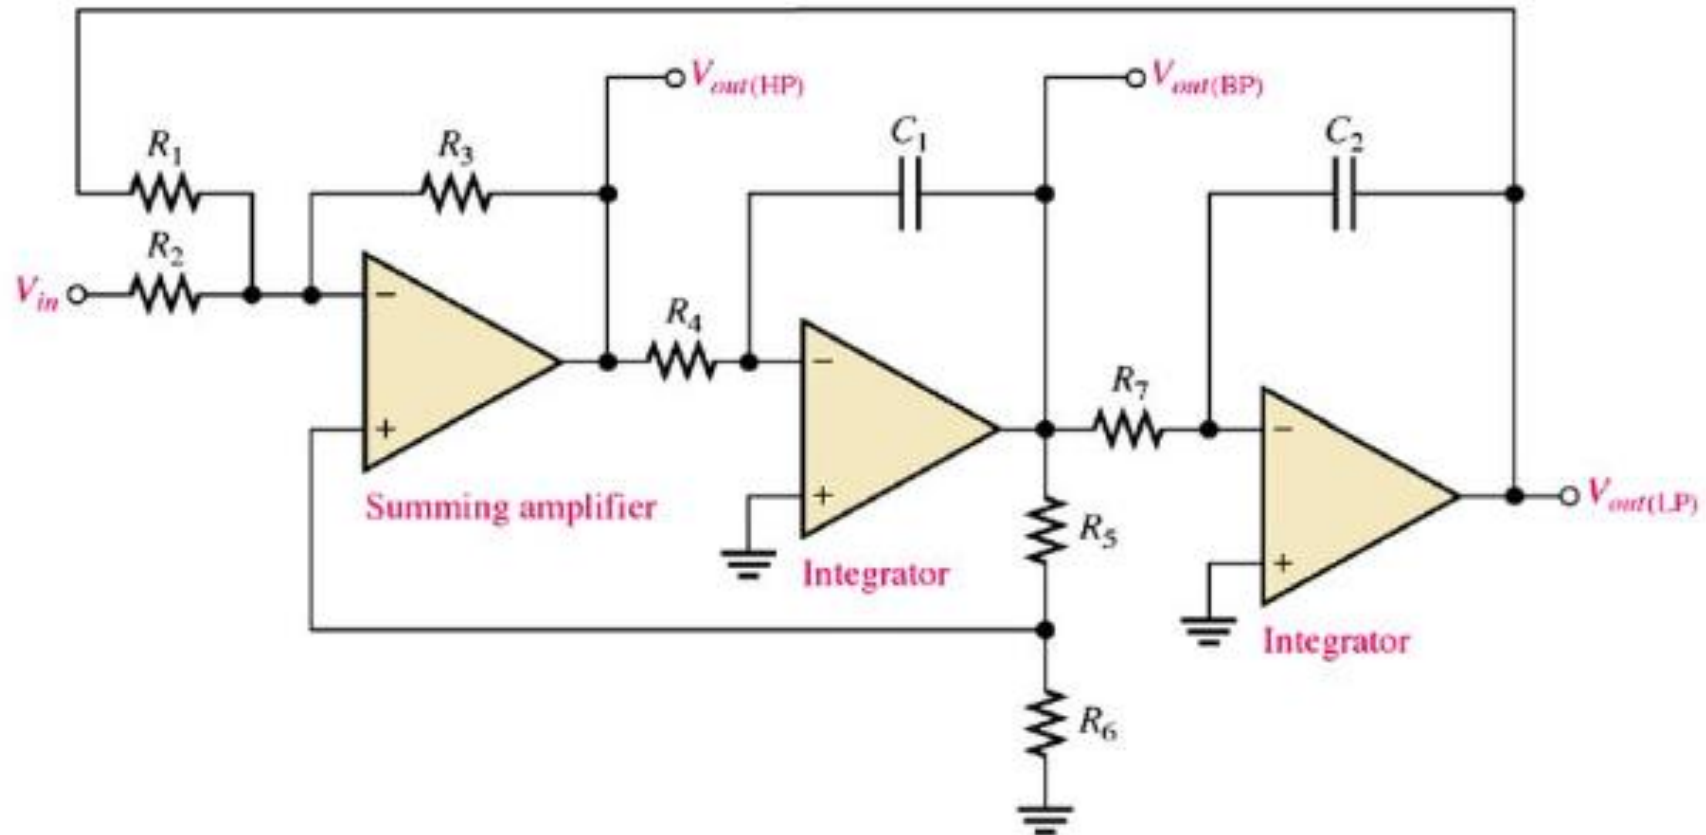 Vout(HP)
Vout(BP)
R1
R3
C1
C2
R2
Vin
−
R4
−
R7
+
−
Summing amplifier
+
Vout(LP)
R5
Integrator
+
Integrator
R6